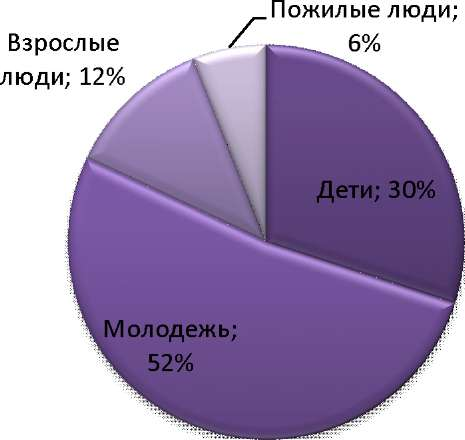 Пожилые люди;
6%
Взрослые
люди; 12%
Дети; 30%
Молодежь;
52%